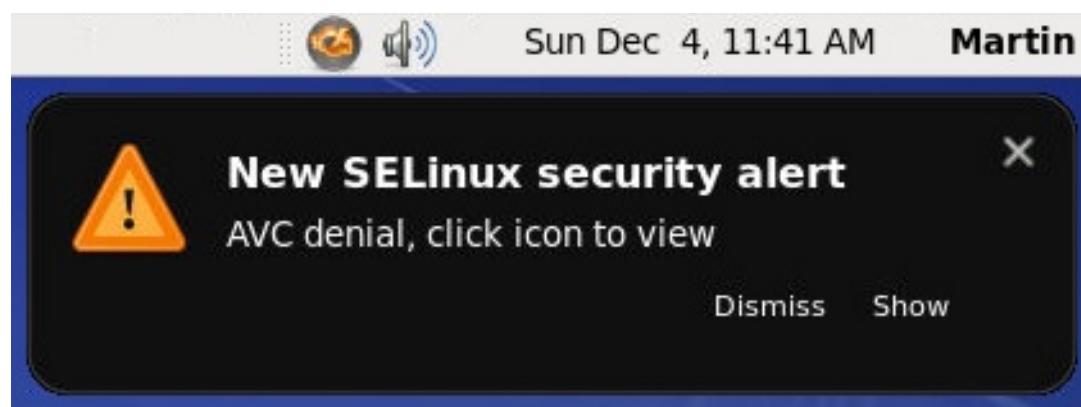 Sun Dec 4, 11:41 AM Martin
New SELinux security alert
!
AVC denial, click icon to view
Dismiss Show